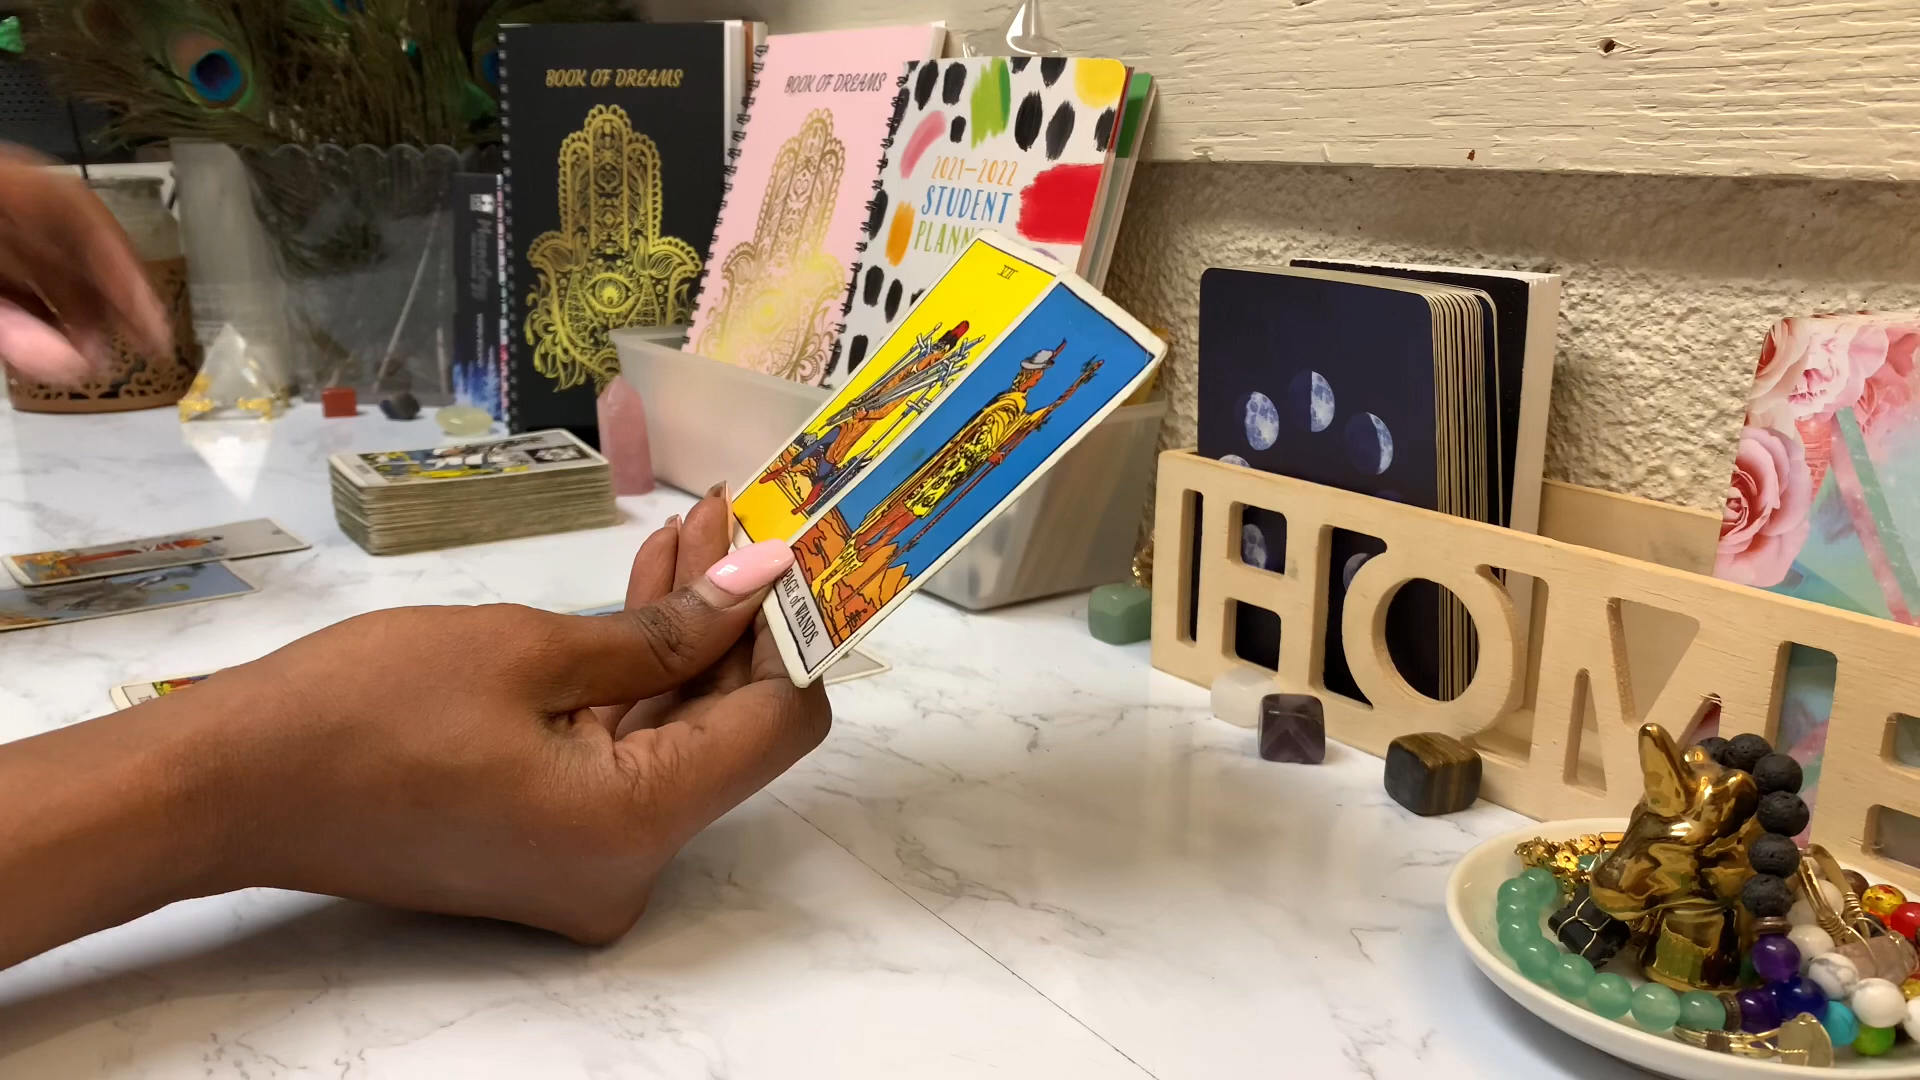 BOOK OF DREAMS
BOOK OF DREAMS
2021-2022
STUDENT
PLANN
VII
PAGE of WANDS.
HOME